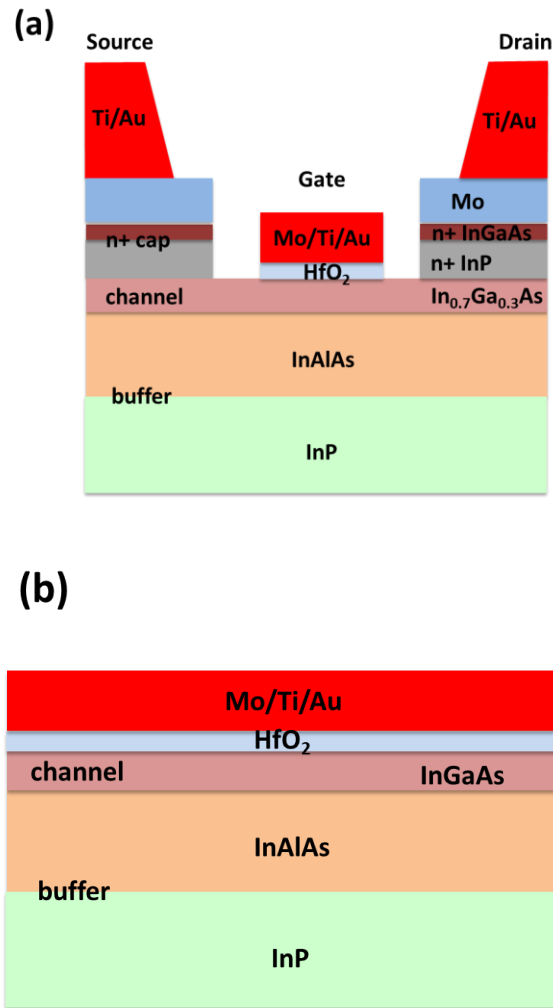 (a)
Source
Drain
Ti/Au
Ti/Au
Gate
Mo
n+ cap
Mo/Ti/Au
n+ InGaAs
HfO₂
n+ InP
channel
In₀.₇Ga₀.₃As
InAlAs
buffer
InP
(b)
Mo/Ti/Au
HfO₂
channel
InGaAs
InAlAs
buffer
InP